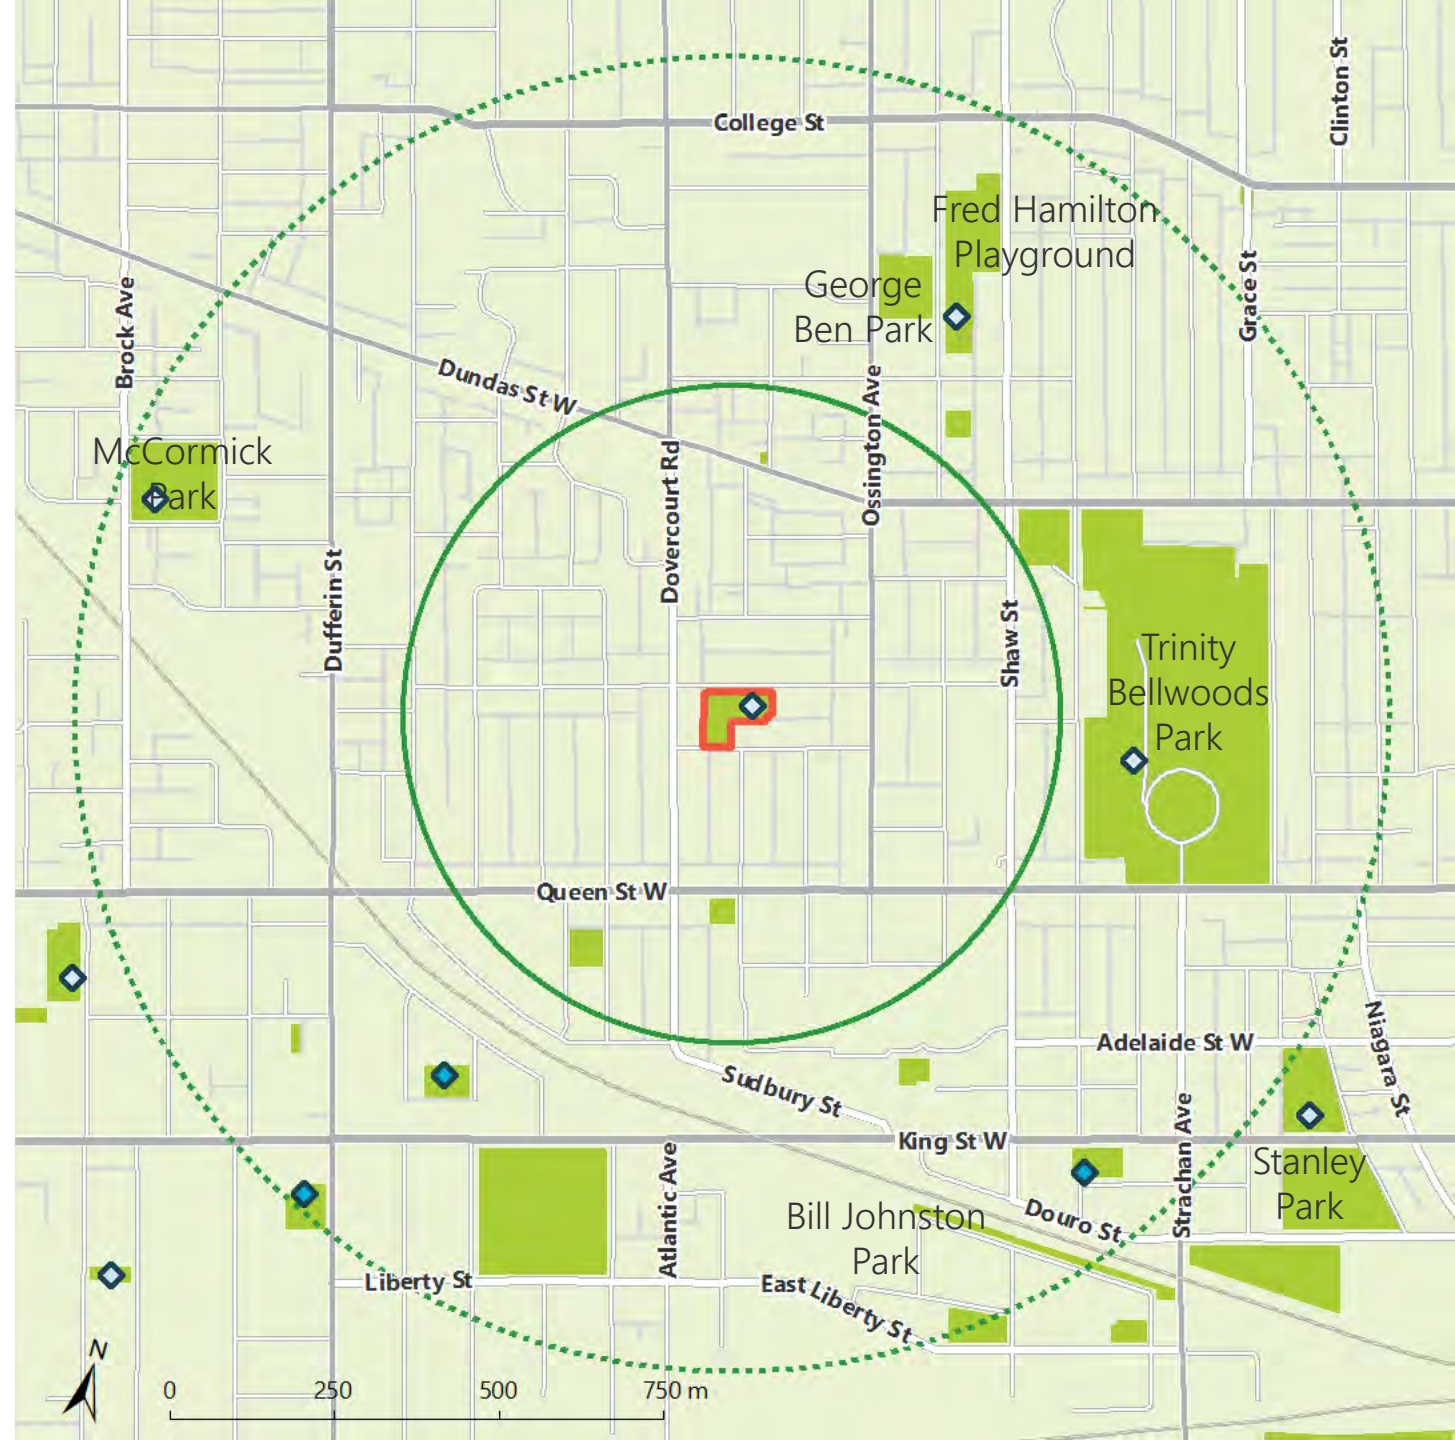 College St
Clinton St
Fred Hamilton
Playground
George
Ben Park
Grace St
Brock Ave
Dundas St W
Ossington Ave
McCormick
Park
Dovercourt Rd
Dufferin St
Shaw St
Trinity
Bellwoods
Park
Queen St W
Niagara St
Adelaide St W
Sudbury St
King St W
Strachan Ave
Stanley
Park
Atlantic Ave
Bill Johnston
Park
Douro St
Liberty St
East Liberty St
N
0 250 500 750 m